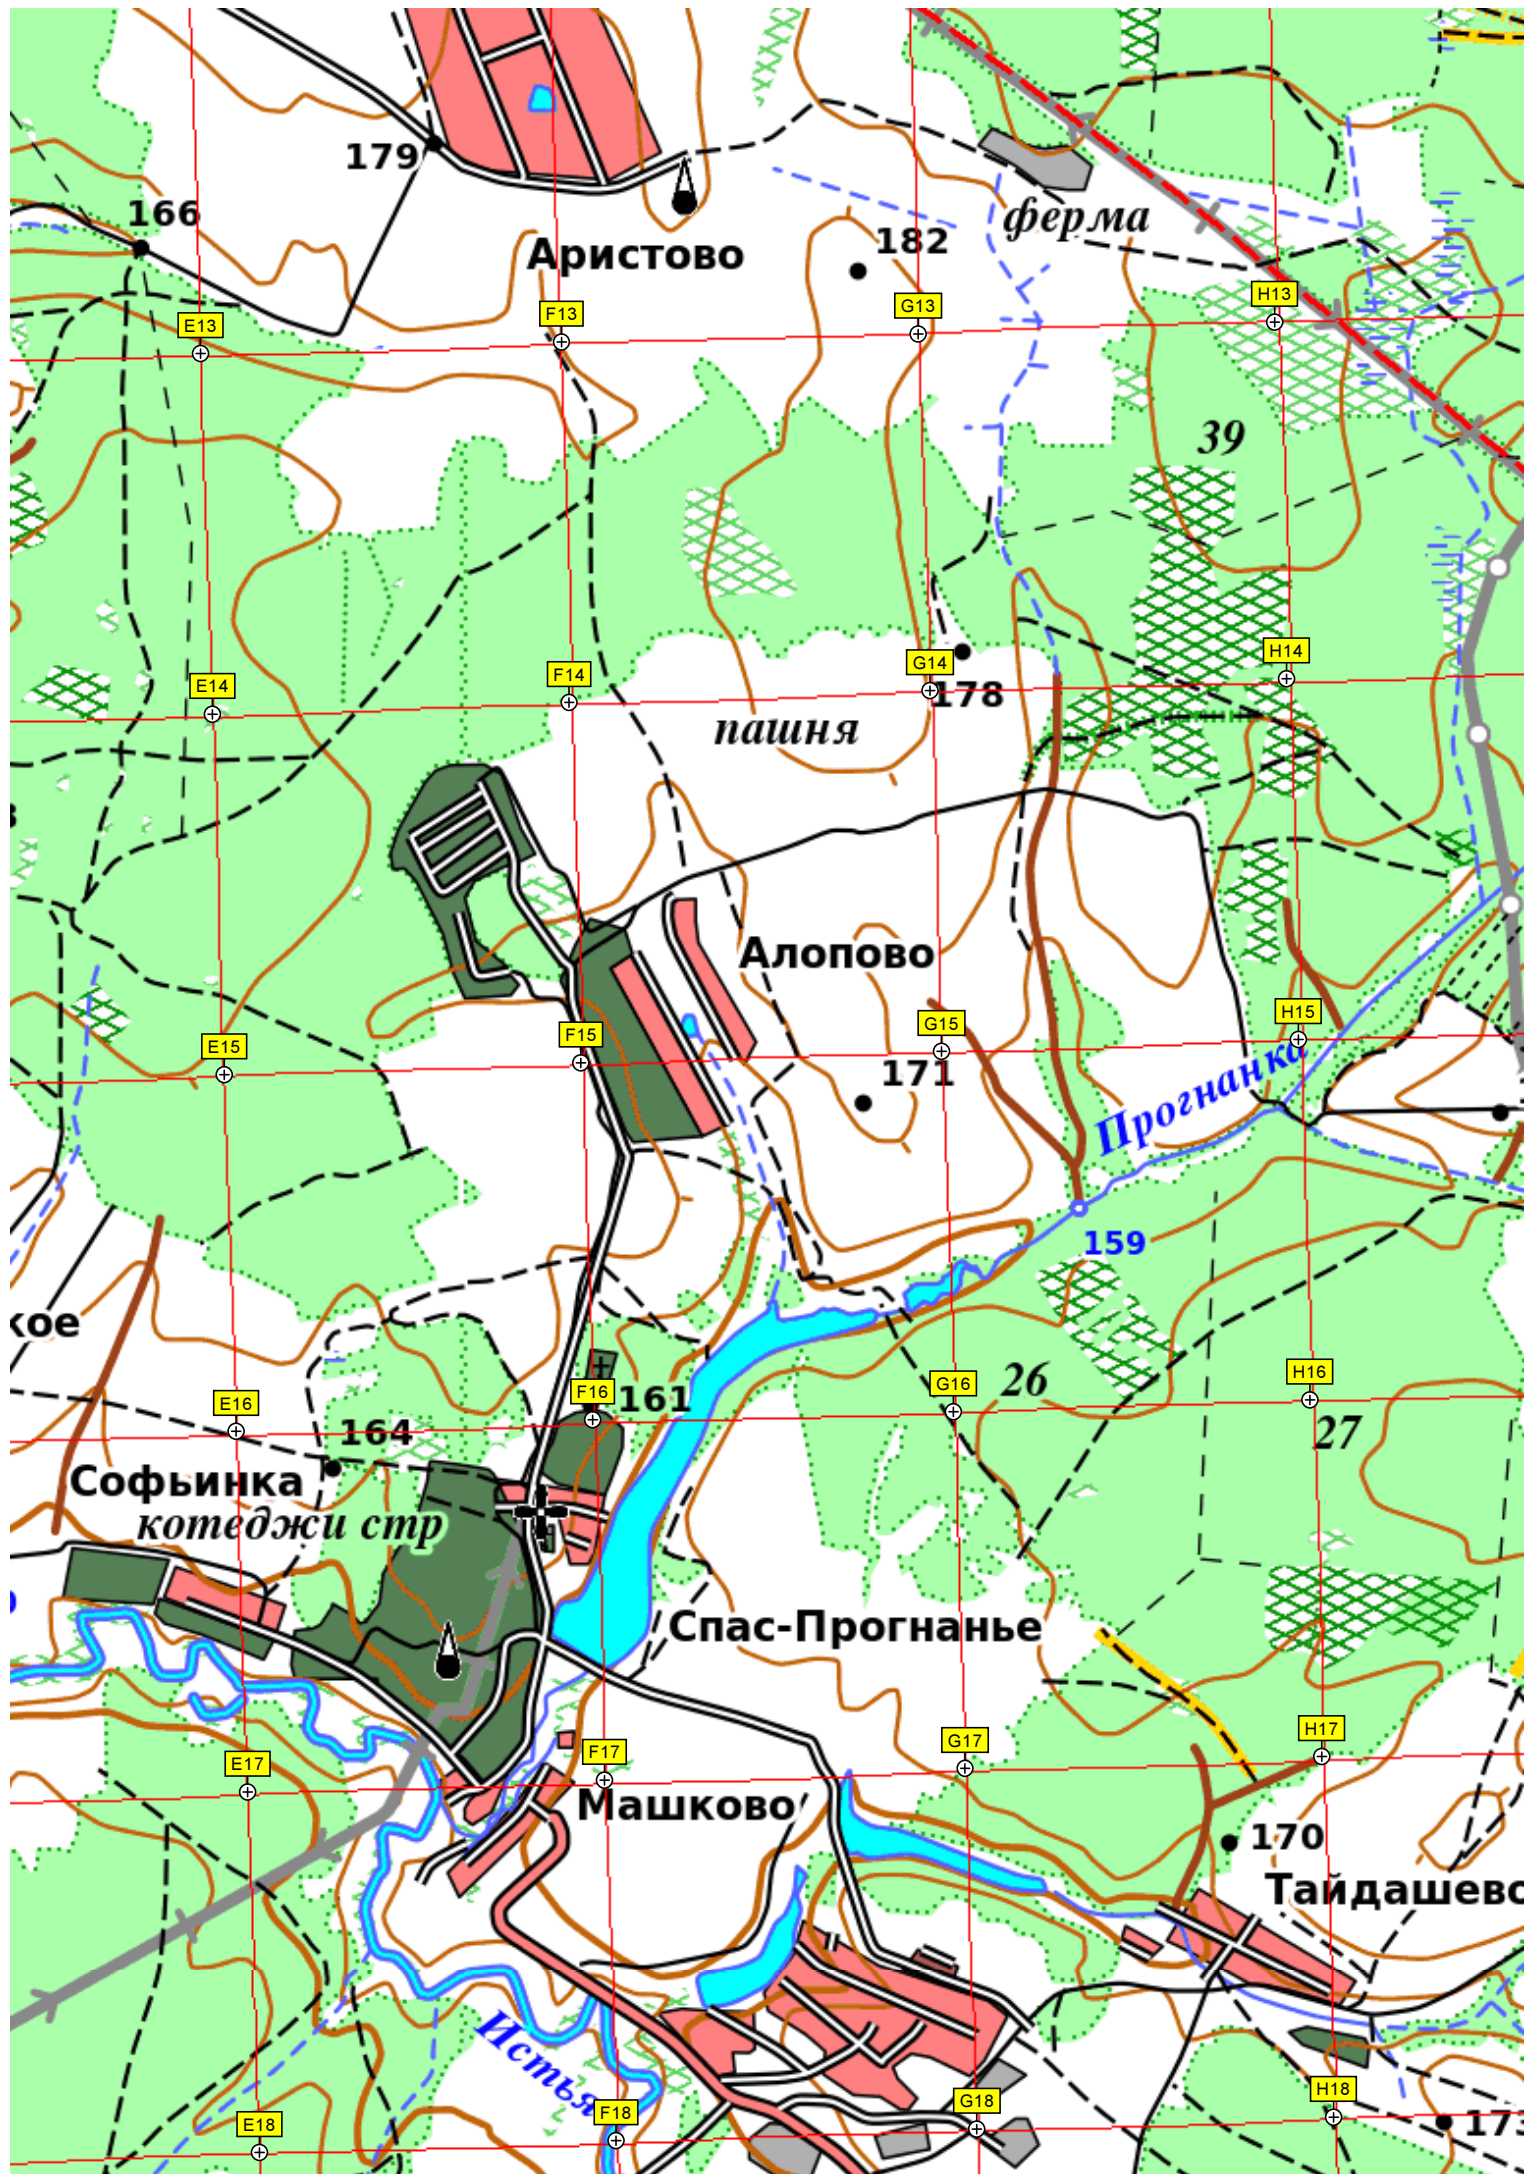 179
166
Аристово
ферма
182
E13
F13
G13
H13
39
E14
F14
G14
H14
178
пашня
Алопово
E15
F15
G15
H15
171
Прогнанка
159
кое
E16
F16
161
G16
26
H16
27
164
Софьинка
котеджи стр
Спас-Прогнанье
E17
F17
G17
H17
Машково
170
Тайдашево
Истья
E18
F18
G18
H18
173